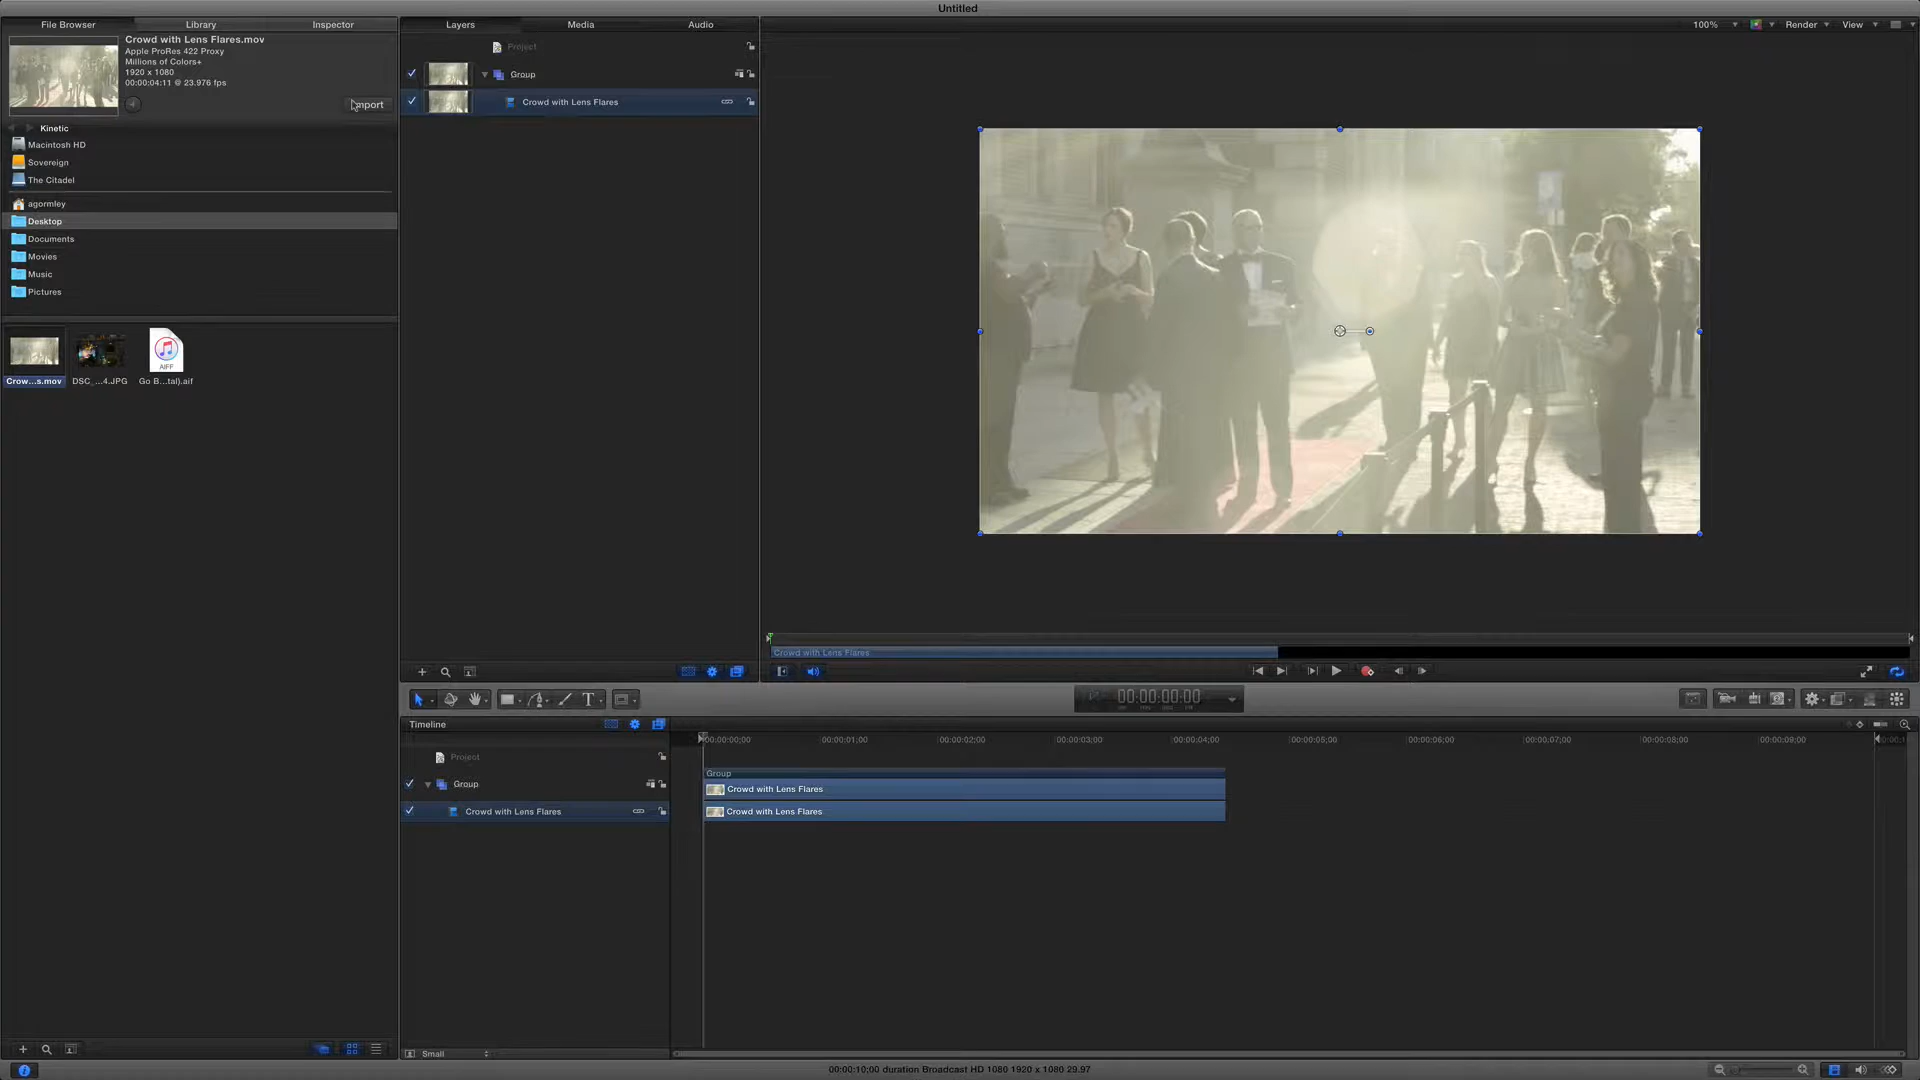 Untitled
File Browser
Library
Inspector
Layers
Media
Audio
100%
Render
View
Crowd with Lens Flares.mov
Apple ProRes 422 Proxy
Millions of Colors+
1920 x 1080
00:00:04:11 @ 23.976 fps
Import
Project
Group
Crowd with Lens Flares
Kinetic
Macintosh HD
Sovereign
The Citadel
agormley
Desktop
Documents
Movies
Music
Pictures
AIFF
Crow...s.mov
DSC_...4.JPG
Go B...tal).aif
Crowd with Lens Flares
00:00:00:00
Timeline
00:00:00;00
00:00:01;00
00:00:02;00
00:00:03;00
00:00:04;00
00:00:05;00
00:00:06;00
00:00:07;00
00:00:08;00
00:00:09;00
Project
Group
Crowd with Lens Flares
Group
Crowd with Lens Flares
Crowd with Lens Flares
Small
00:00:10;00 duration Broadcast HD 1080 1920 x 1080 29.97